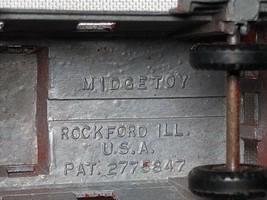 MIDGETOY
ROCKFORD ILL.
U.S.A.
PAT. 2775847